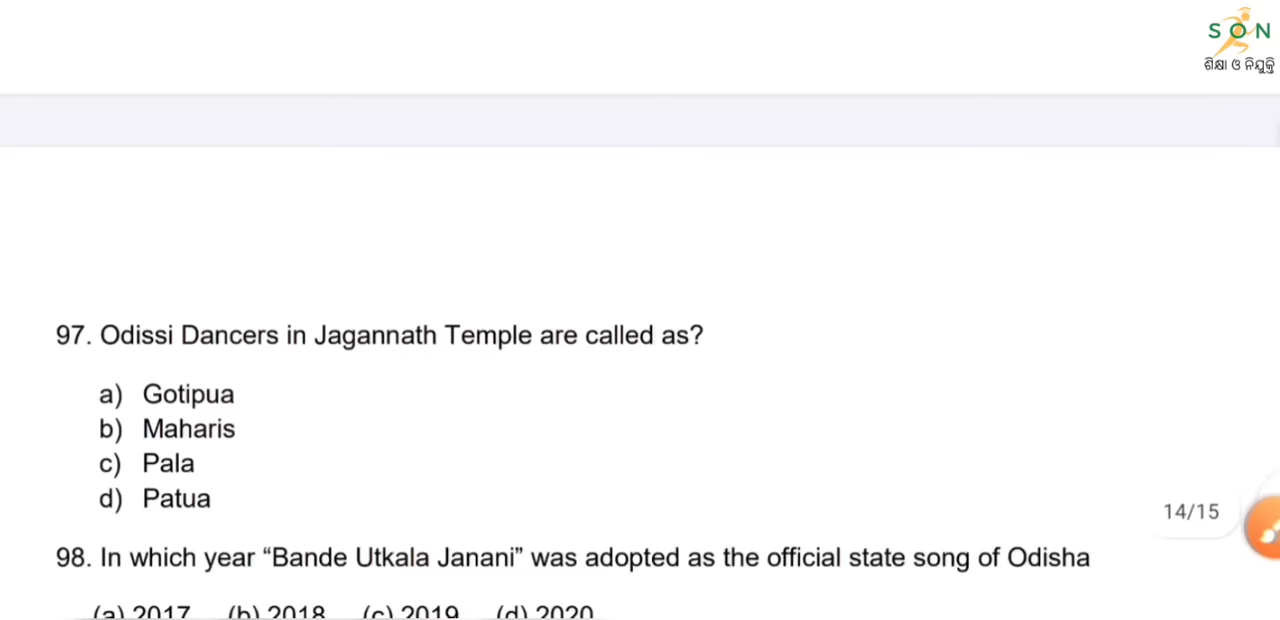 SON
ଶିକ୍ଷା ଓ ନିଯୁକ୍ତି
97. Odissi Dancers in Jagannath Temple are called as?
a) Gotipua
b) Maharis
c) Pala
d) Patua
14/15
98. In which year “Bande Utkala Janani” was adopted as the official state song of Odisha
(a) 2017 (b) 2018 (c) 2019 (d) 2020